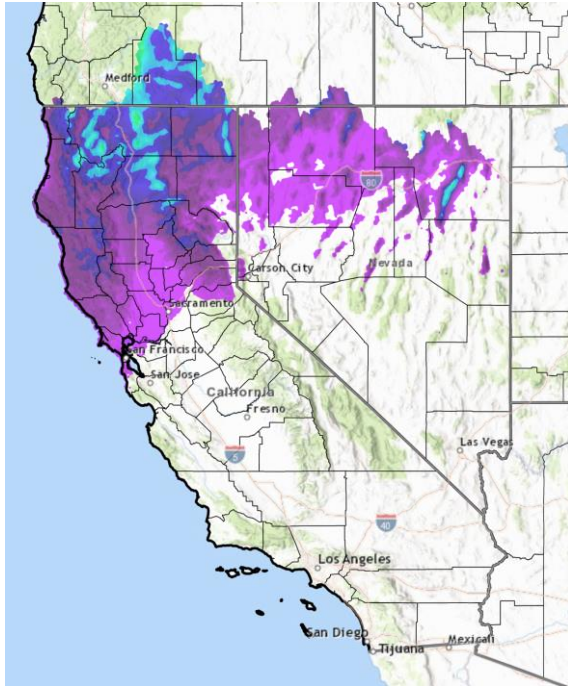 Medford
80
Carson City
Nevada
Sacramento
San Francisco
San Jose
California
Fresno
Las Vegas
5
40
Los Angeles
San Diego
Mexicali
Tijuana